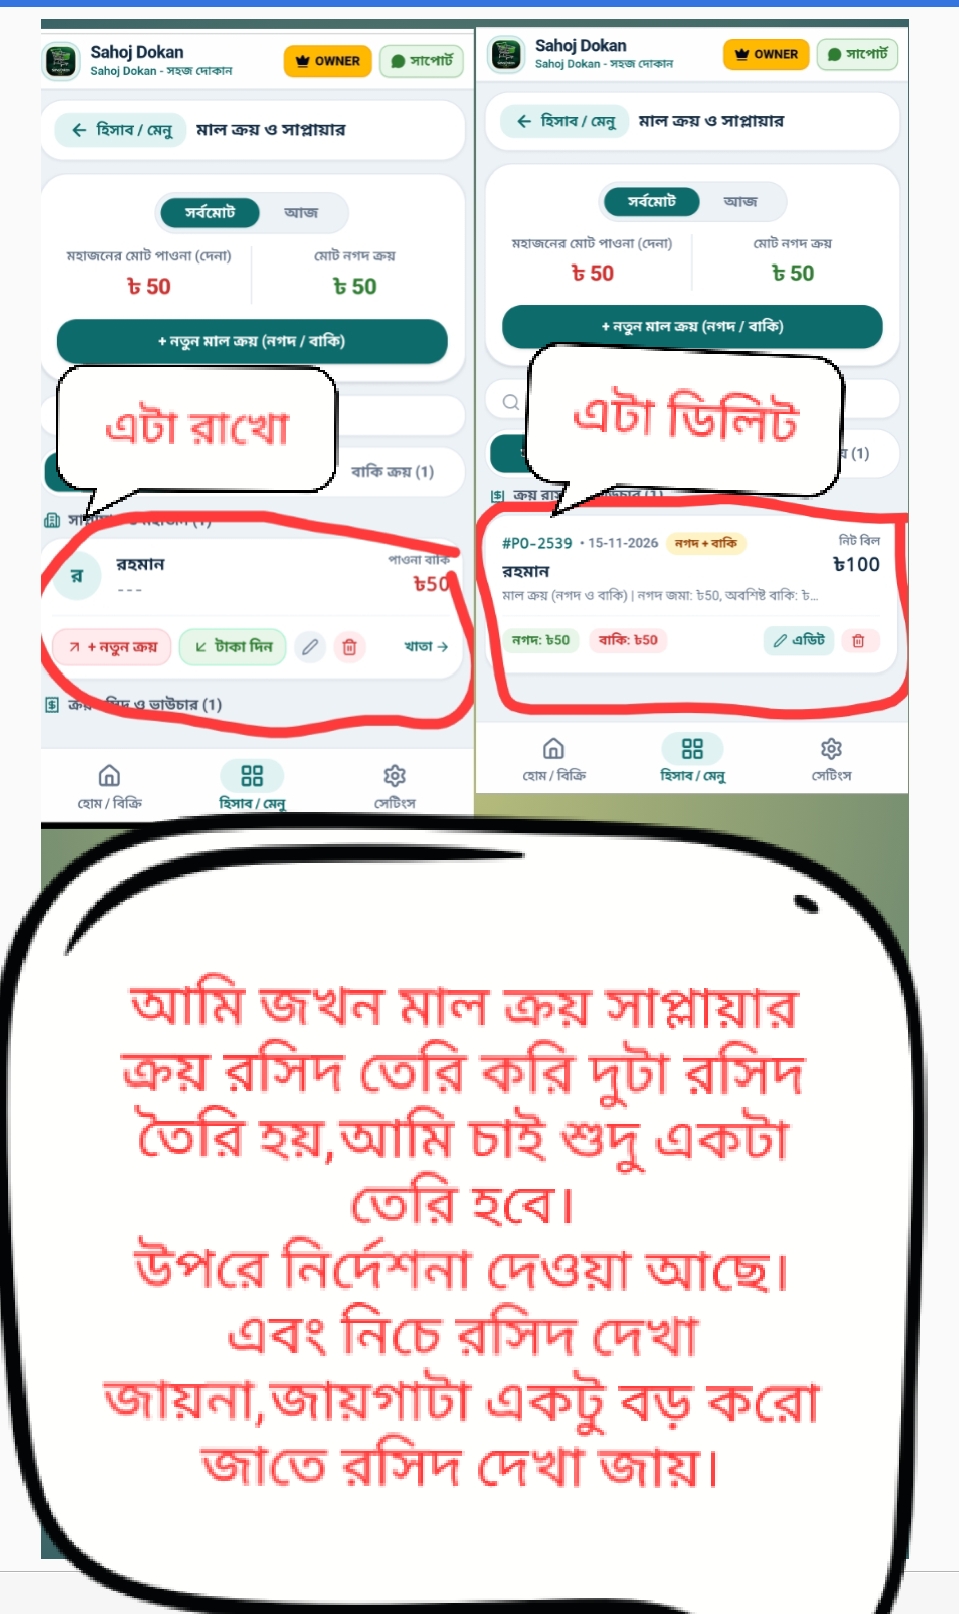 Sahoj Dokan
Sahoj Dokan - সহজ দোকান
OWNER
সাপোর্ট
← হিসাব / মেনু
মাল ক্রয় ও সাপ্লায়ার
সর্বমোট
আজ
মহাজনের মোট পাওনা (দেনা)
মোট নগদ ক্রয়
৳ 50
৳ 50
+ নতুন মাল ক্রয় (নগদ / বাকি)
এটা রাখো
বাকি ক্রয় (1)
রহমান
---
র
পাওনা বাকি
৳50
+ নতুন ক্রয়
টাকা দিন
খাতা →
ক্রয় রসিদ ও ভাউচার (1)
হোম / বিক্রি
হিসাব / মেনু
সেটিংস
Sahoj Dokan
Sahoj Dokan - সহজ দোকান
OWNER
সাপোর্ট
← হিসাব / মেনু
মাল ক্রয় ও সাপ্লায়ার
সর্বমোট
আজ
মহাজনের মোট পাওনা (দেনা)
মোট নগদ ক্রয়
৳ 50
৳ 50
+ নতুন মাল ক্রয় (নগদ / বাকি)
এটা ডিলিট
(1)
ক্রয়
#PO-2539 • 15-11-2026 নগদ + বাকি
নিট বিল
রহমান
৳100
মাল ক্রয় (নগদ ও বাকি) | নগদ জমা: ৳50, অবশিষ্ট বাকি: ৳...
নগদ: ৳50
বাকি: ৳50
এডিট
হোম / বিক্রি
হিসাব / মেনু
সেটিংস
আমি জখন মাল ক্রয় সাপ্লায়ার
ক্রয় রসিদ তেরি করি দুটা রসিদ
তৈরি হয়,আমি চাই শুদু একটা
তেরি হবে।
উপরে নির্দেশনা দেওয়া আছে।
এবং নিচে রসিদ দেখা
জায়না,জায়গাটা একটু বড় করো
জাতে রসিদ দেখা জায়।